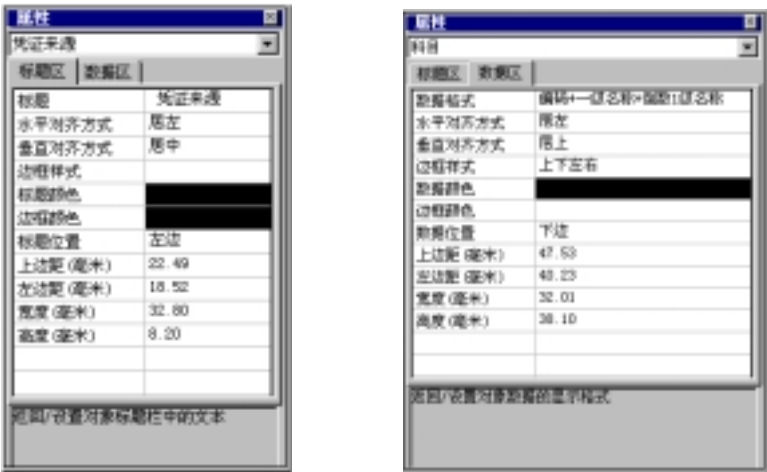 属性
凭证来源
标题区 数据区
标题 凭证来源
水平对齐方式 居左
垂直对齐方式 居中
边框样式
标题颜色
边框颜色
标题位置 左边
上边距(毫米) 22.49
左边距(毫米) 18.52
宽度(毫米) 32.80
高度(毫米) 8.20
返回/设置对象标题栏中的文本
属性
科目
标题区 数据区
数据格式 编码+一级名称+倒数1级名称
水平对齐方式 居左
垂直对齐方式 居上
边框样式 上下左右
数据颜色
边框颜色
数据位置 下边
上边距(毫米) 47.53
左边距(毫米) 43.23
宽度(毫米) 32.01
高度(毫米) 38.10
返回/设置对象数据的显示格式